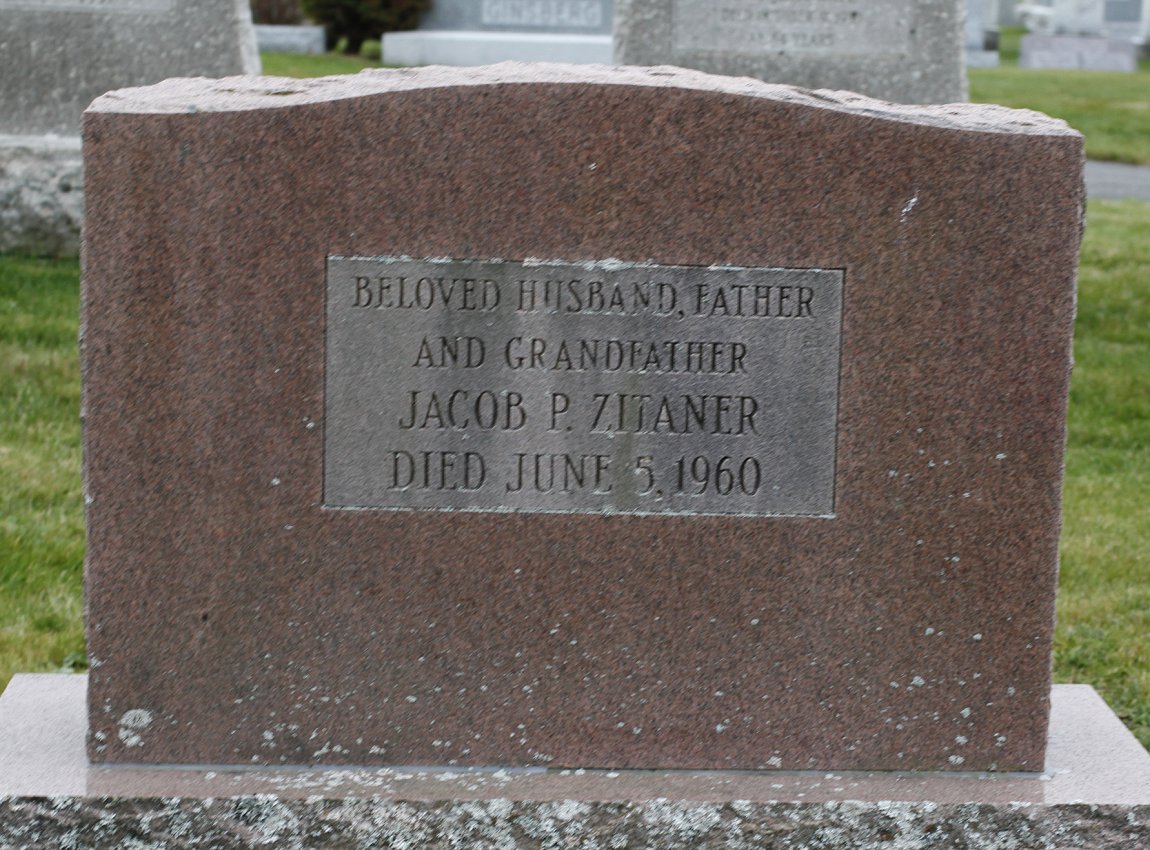 BELOVED HUSBAND, FATHER
AND GRANDFATHER
JACOB P. ZITANER
DIED JUNE 5, 1960